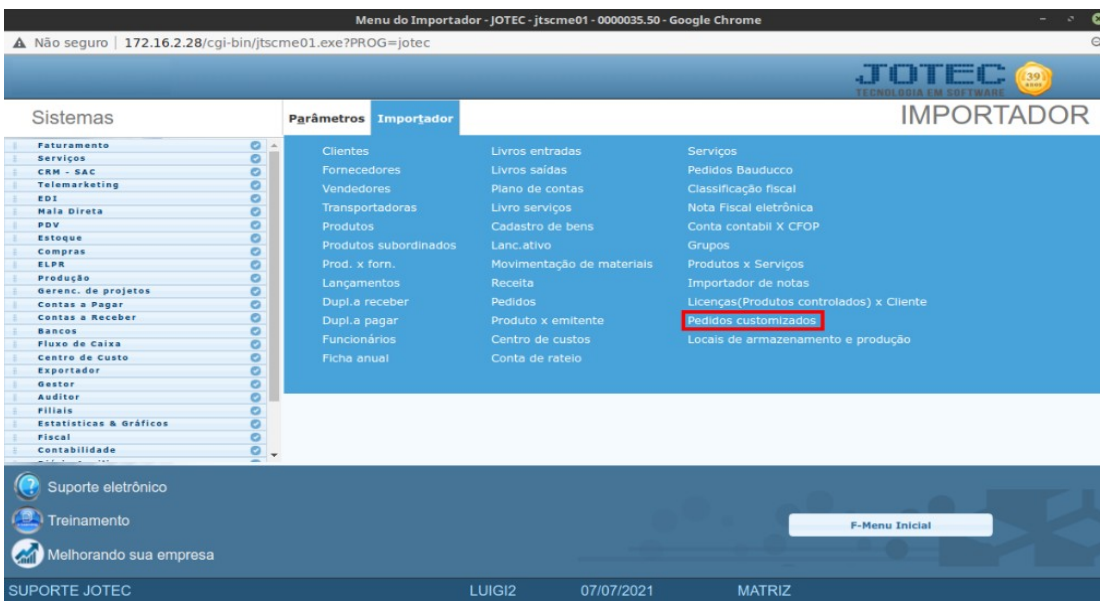 Menu do Importador - JOTEC - jtscme01 - 0000035.50 - Google Chrome
Não seguro | 172.16.2.28/cgi-bin/jtscme01.exe?PROG=jotec
JOTEC
39
TECNOLOGIA EM SOFTWARE
Sistemas
Parâmetros Importador
IMPORTADOR
Faturamento
Serviços
CRM - SAC
Telemarketing
EDI
Mala Direta
PDV
Estoque
Compras
ELPR
Produção
Gerenc. de projetos
Contas a Pagar
Contas a Receber
Bancos
Fluxo de Caixa
Centro de Custo
Exportador
Gestor
Auditor
Filiais
Estatísticas & Gráficos
Fiscal
Contabilidade
Clientes
Fornecedores
Vendedores
Transportadoras
Produtos
Produtos subordinados
Prod. x forn.
Lançamentos
Dupl.a receber
Dupl.a pagar
Funcionários
Ficha anual
Livros entradas
Livros saídas
Plano de contas
Livro serviços
Cadastro de bens
Lanc.ativo
Movimentação de materiais
Receita
Pedidos
Produto x emitente
Centro de custos
Conta de rateio
Serviços
Pedidos Bauducco
Classificação fiscal
Nota Fiscal eletrônica
Conta contabil X CFOP
Grupos
Produtos x Serviços
Importador de notas
Licenças(Produtos controlados) x Cliente
Pedidos customizados
Locais de armazenamento e produção
Suporte eletrônico
Treinamento
Melhorando sua empresa
F-Menu Inicial
SUPORTE JOTEC LUIGI2 07/07/2021 MATRIZ